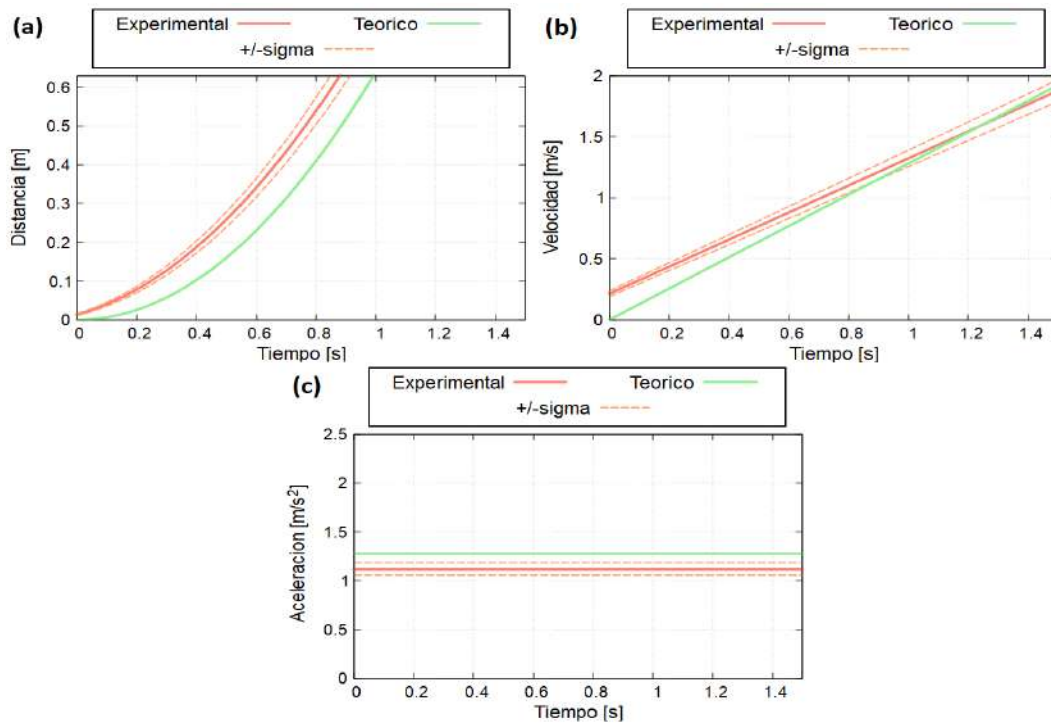 (a)
Experimental Teorico
+/-sigma
Distancia [m]
0.6
0.5
0.4
0.3
0.2
0.1
0
0 0.2 0.4 0.6 0.8 1 1.2 1.4
Tiempo [s]
(b)
Experimental Teorico
+/-sigma
Velocidad [m/s]
2
1.5
1
0.5
0
0 0.2 0.4 0.6 0.8 1 1.2 1.4
Tiempo [s]
(c)
Experimental Teorico
+/-sigma
Aceleracion [m/s²]
2.5
2
1.5
1
0.5
0
0 0.2 0.4 0.6 0.8 1 1.2 1.4
Tiempo [s]